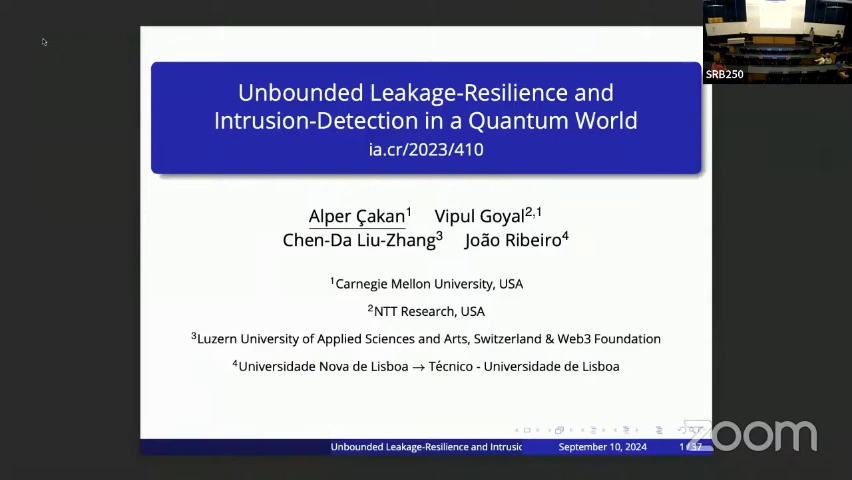 SRB250
Unbounded Leakage-Resilience and
Intrusion-Detection in a Quantum World
ia.cr/2023/410
Alper Çakan¹ Vipul Goyal²,¹
Chen-Da Liu-Zhang³ João Ribeiro⁴
¹Carnegie Mellon University, USA
²NTT Research, USA
³Luzern University of Applied Sciences and Arts, Switzerland & Web3 Foundation
⁴Universidade Nova de Lisboa → Técnico - Universidade de Lisboa
Unbounded Leakage-Resilience and Intrusic September 10, 2024 1 / 37
zoom